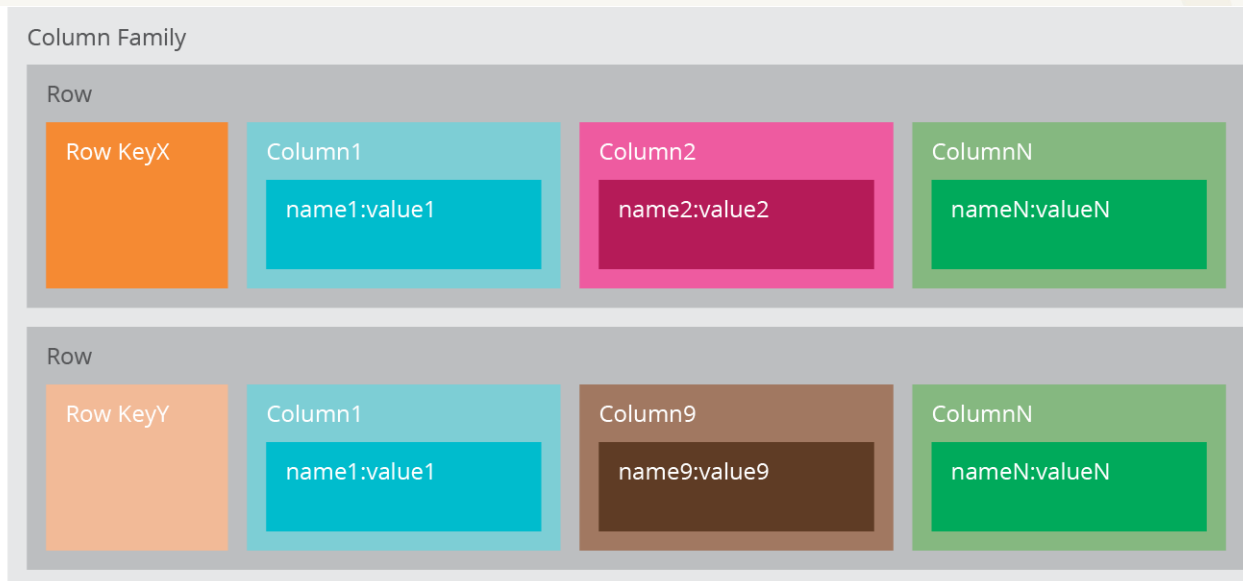 Column Family
Row
Row KeyX
Column1
name1:value1
Column2
name2:value2
ColumnN
nameN:valueN
Row
Row KeyY
Column1
name1:value1
Column9
name9:value9
ColumnN
nameN:valueN